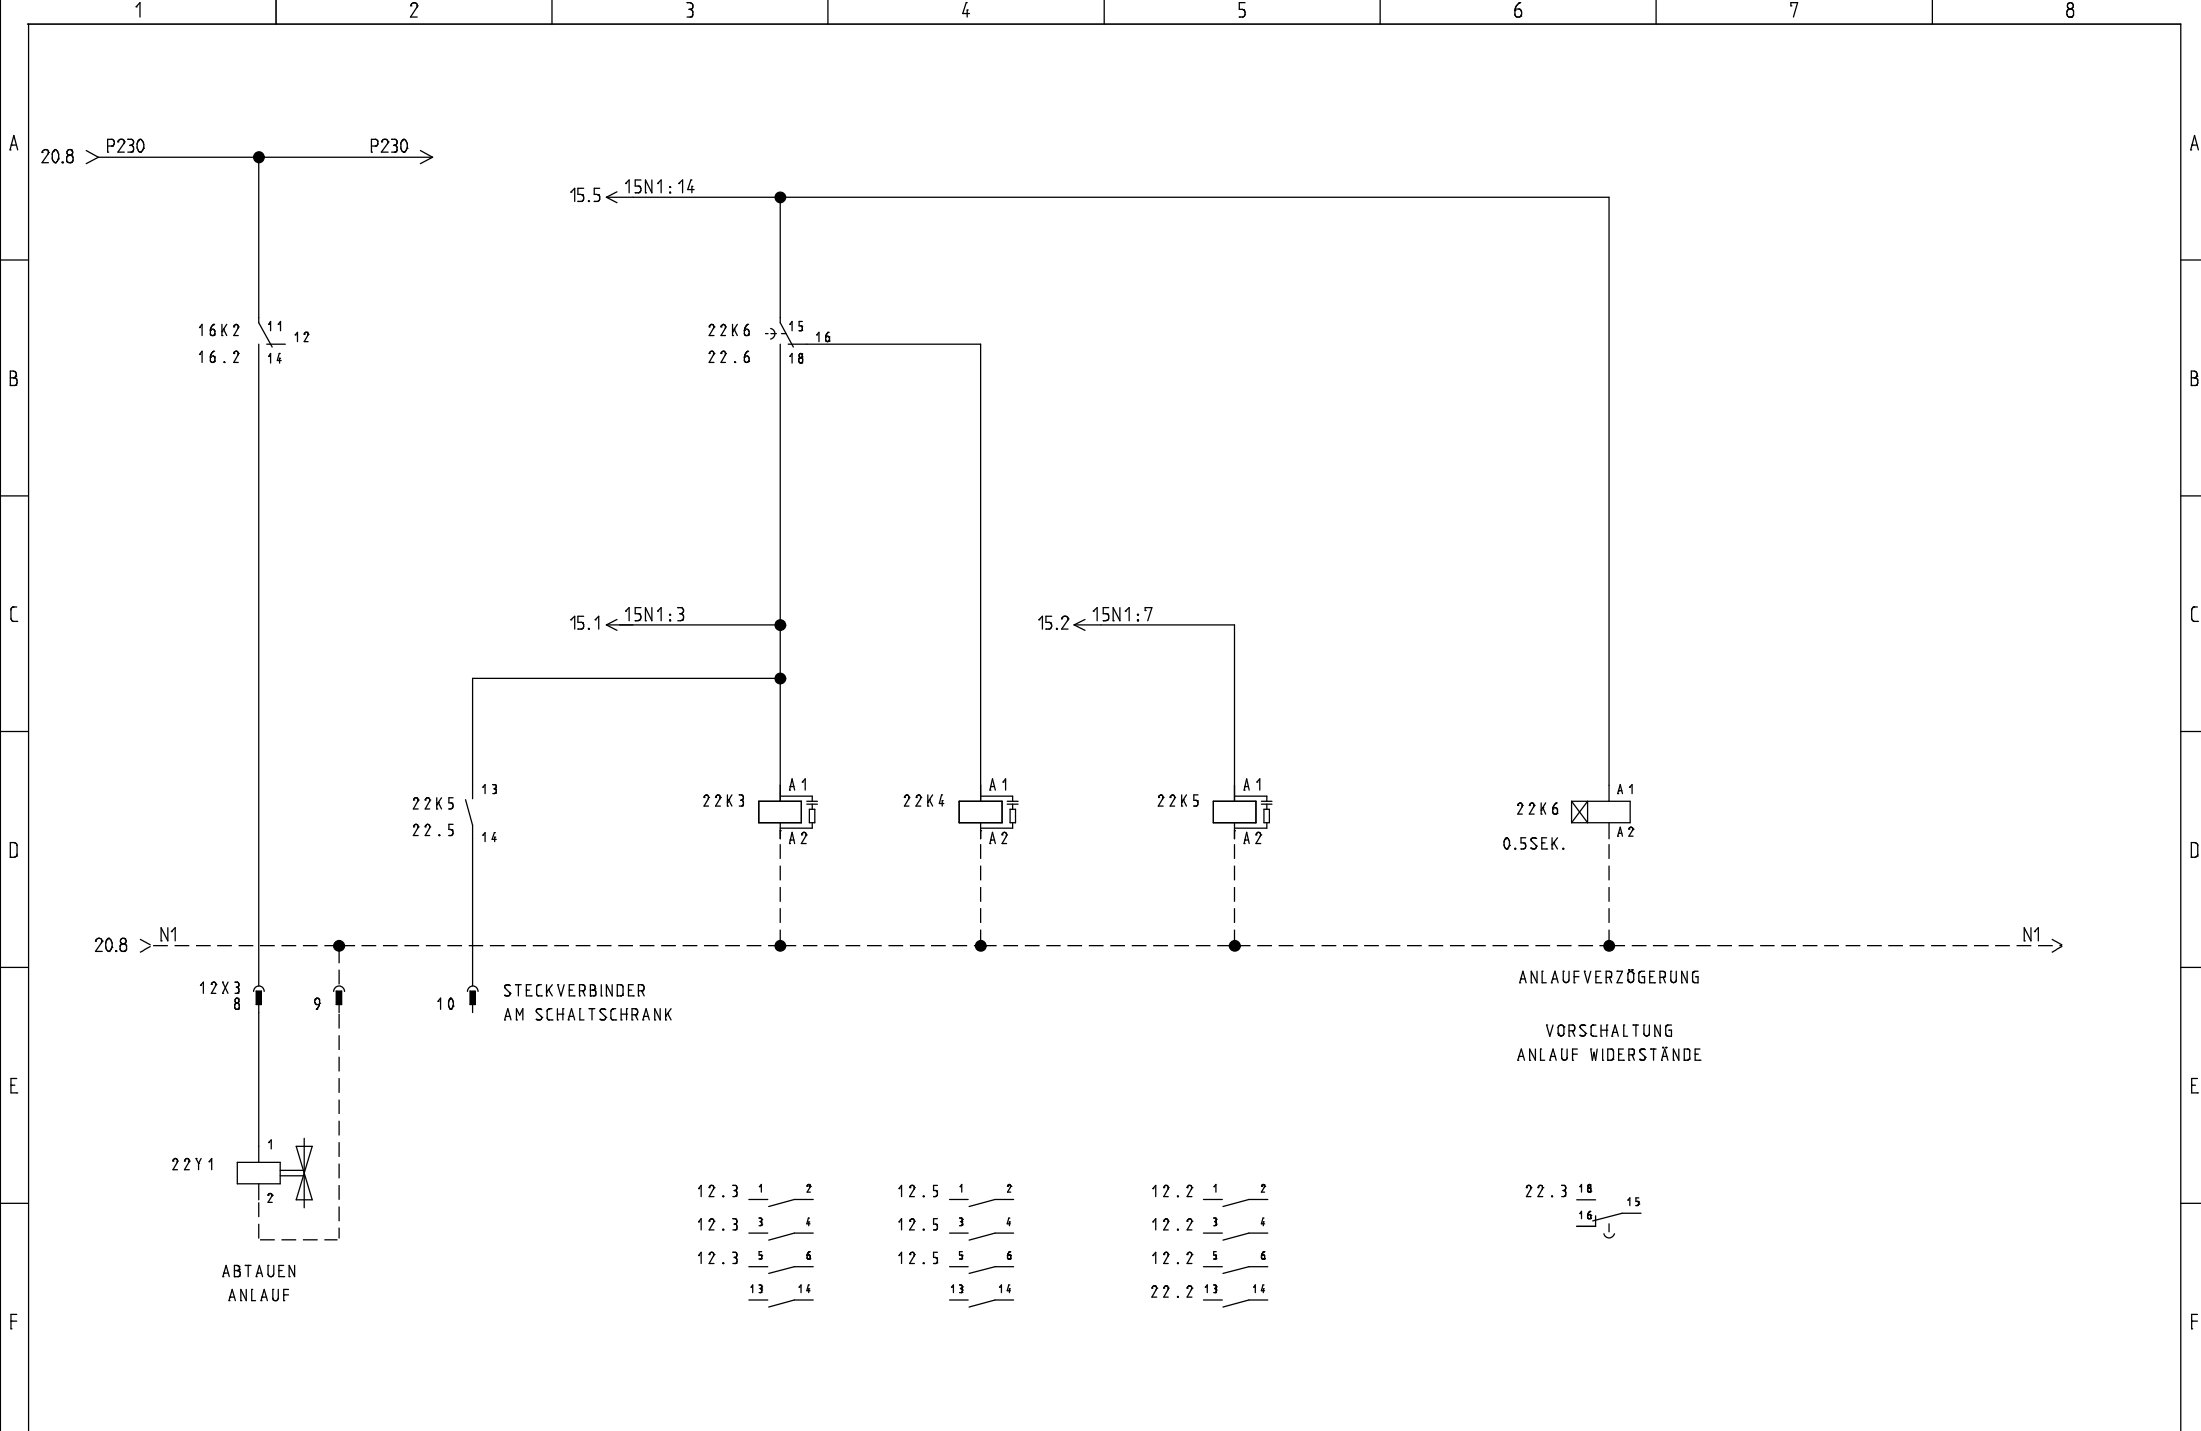 1 2 3 4 5 6 7 8
A A
20.8 P230 P230
15.5 15N1:14
16K2 11 12
16.2 14
22K6 15 16
22.6 18
B B
C C
15.1 15N1:3
15.2 15N1:7
22K5 13
22.5 14
22K3 A1 A2
22K4 A1 A2
22K5 A1 A2
22K6 A1 A2
0.5SEK.
D D
20.8 N1 N1
12X3
8 9 10
STECKVERBINDER
AM SCHALTSCHRANK
ANLAUFVERZÖGERUNG
VORSCHALTUNG
ANLAUF WIDERSTÄNDE
E E
22Y1 1 2
12.3 1 2
12.3 3 4
12.3 5 6
13 14
12.5 1 2
12.5 3 4
12.5 5 6
13 14
12.2 1 2
12.2 3 4
12.2 5 6
22.2 13 14
22.3 18
16 15
ABTAUEN
ANLAUF
F F